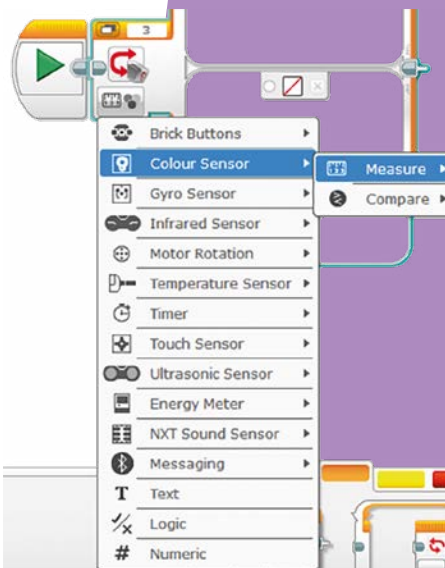 3
Brick Buttons
Colour Sensor
Measure
Gyro Sensor
Compare
Infrared Sensor
Motor Rotation
Temperature Sensor
Timer
Touch Sensor
Ultrasonic Sensor
Energy Meter
NXT Sound Sensor
Messaging
T Text
Logic
# Numeric